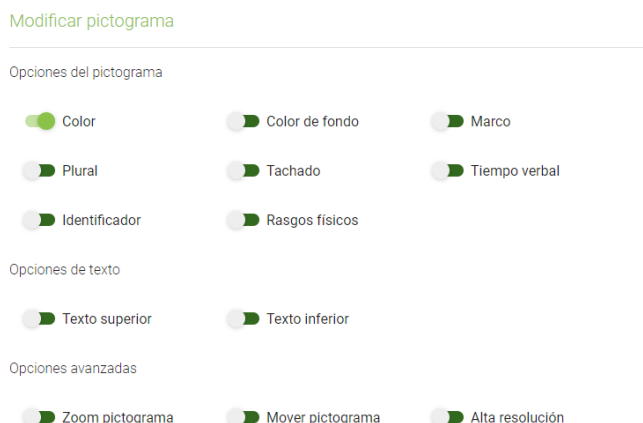 Modificar pictograma
Opciones del pictograma
Color Color de fondo Marco
Plural Tachado Tiempo verbal
Identificador Rasgos físicos
Opciones de texto
Texto superior Texto inferior
Opciones avanzadas
Zoom pictograma Mover pictograma Alta resolución